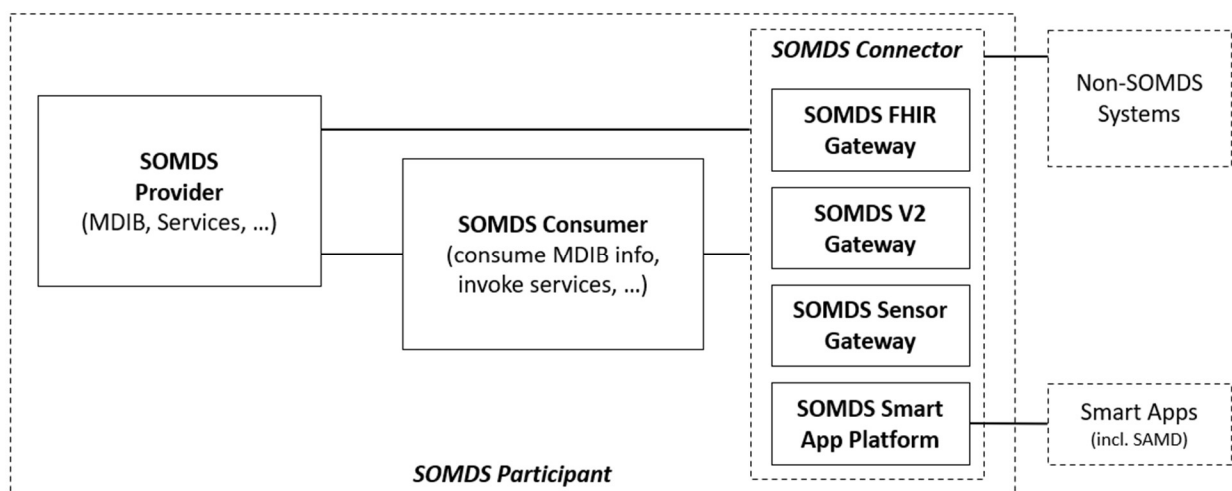 SOMDS
Provider
(MDIB, Services, ...)
SOMDS Consumer
(consume MDIB info,
invoke services, ...)
SOMDS Connector
SOMDS FHIR
Gateway
SOMDS V2
Gateway
SOMDS Sensor
Gateway
SOMDS Smart
App Platform
SOMDS Participant
Non-SOMDS
Systems
Smart Apps
(incl. SAMD)